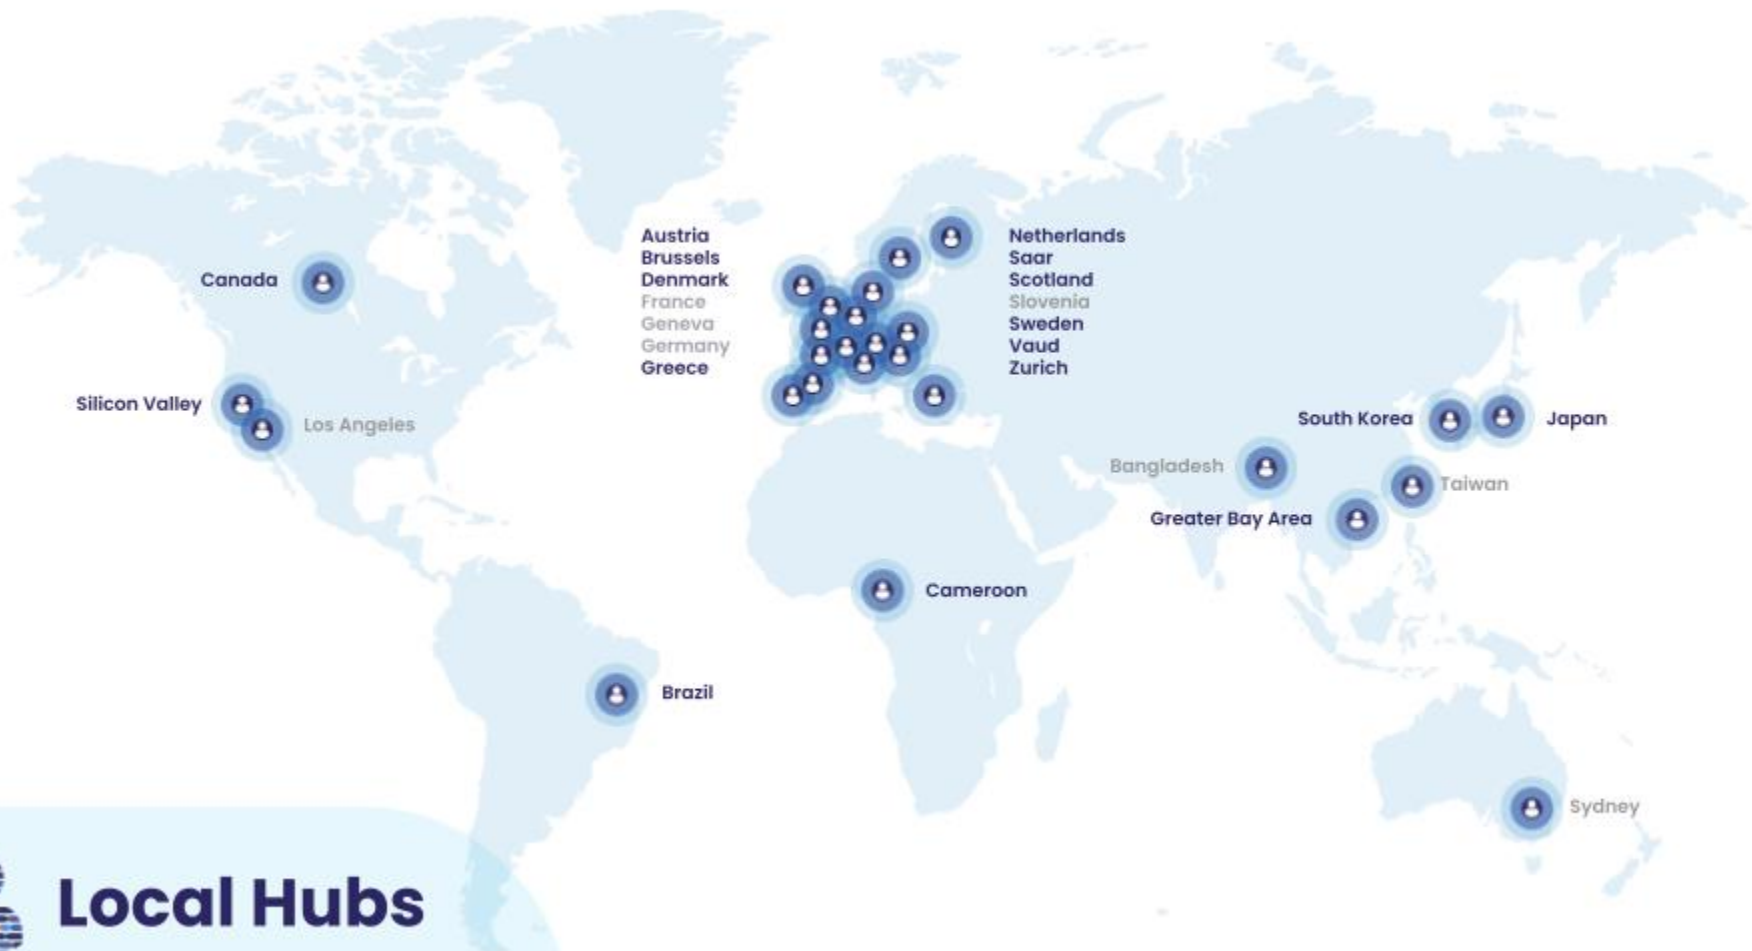 Austria
Brussels
Denmark
France
Geneva
Germany
Greece
Netherlands
Saar
Scotland
Slovenia
Sweden
Vaud
Zurich
Canada
Silicon Valley
Los Angeles
South Korea
Japan
Bangladesh
Taiwan
Greater Bay Area
Cameroon
Brazil
Sydney
Local Hubs